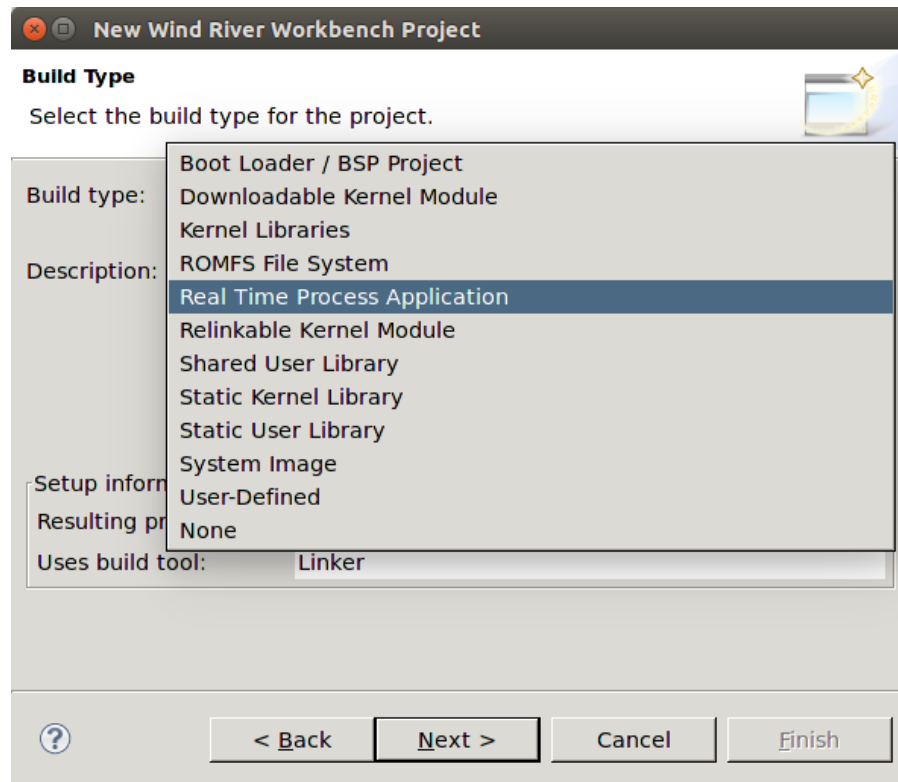 New Wind River Workbench Project
Build Type
Select the build type for the project.
Build type:
Boot Loader / BSP Project
Downloadable Kernel Module
Kernel Libraries
ROMFS File System
Real Time Process Application
Relinkable Kernel Module
Shared User Library
Static Kernel Library
Static User Library
System Image
User-Defined
None
Description:
Setup
Resulting
Uses build tool: Linker
?
< Back Next > Cancel Finish